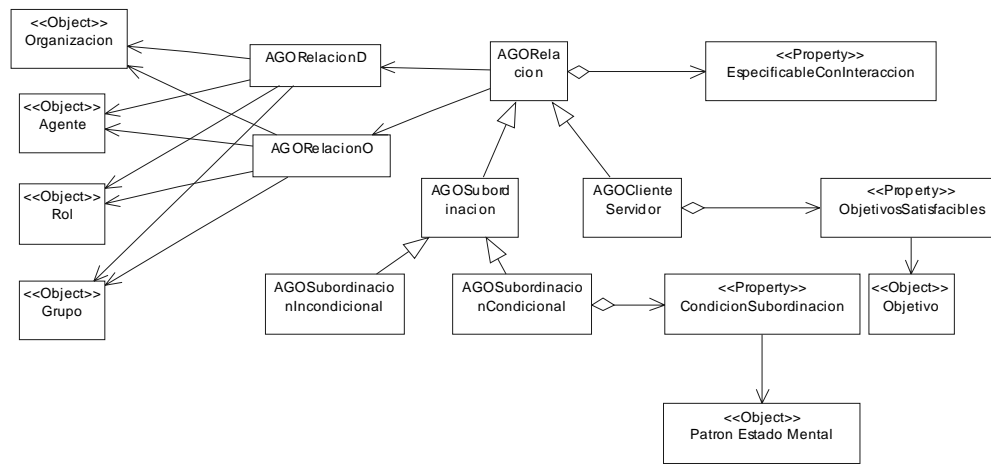 <<Object>>
Organizacion
AGORelacionD
AGORela
cion
<<Property>>
EspecificableConInteraccion
<<Object>>
Agente
AGORelacionO
<<Object>>
Rol
AGOSubord
inacion
AGOCliente
Servidor
<<Property>>
ObjetivosSatisfacibles
<<Object>>
Grupo
AGOSubordinacio
nIncondicional
AGOSubordinacio
nCondicional
<<Property>>
CondicionSubordinacion
<<Object>>
Objetivo
<<Object>>
Patron Estado Mental